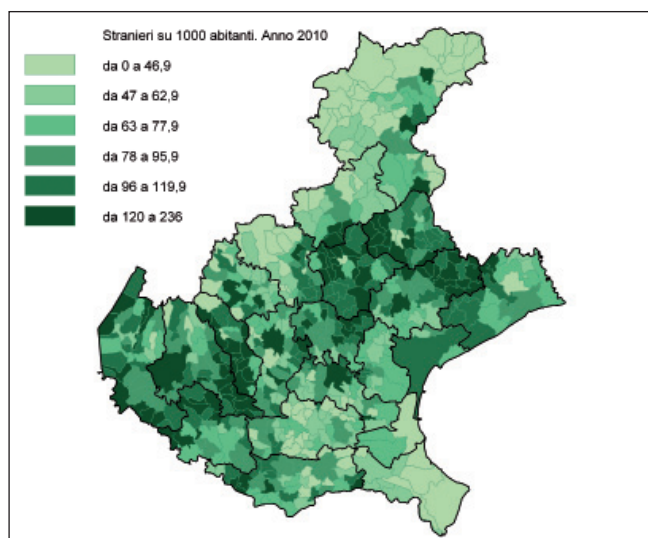 Stranieri su 1000 abitanti. Anno 2010
da 0 a 46,9
da 47 a 62,9
da 63 a 77,9
da 78 a 95,9
da 96 a 119,9
da 120 a 236